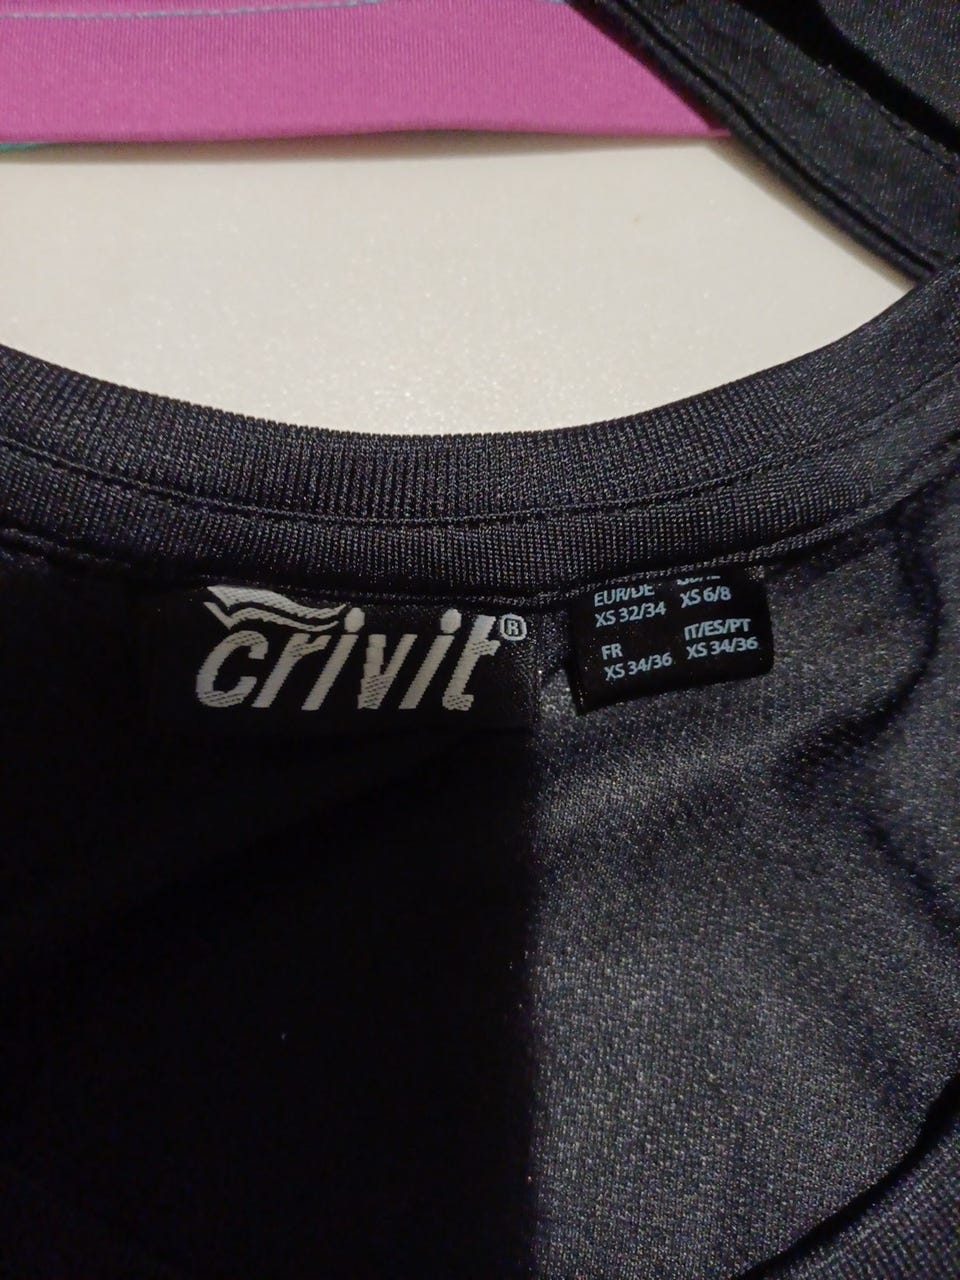 crivit®
EUR/DE
XS 32/34
XS 6/8
FR
XS 34/36
IT/ES/PT
XS 34/36